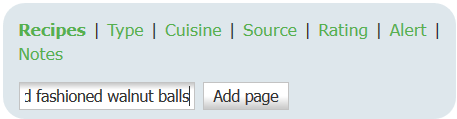 Recipes | Type | Cuisine | Source | Rating | Alert |
Notes
fashioned walnut balls Add page